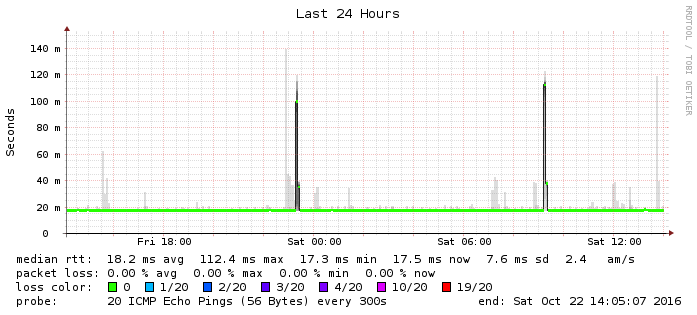 Last 24 Hours
RRDTOOL / TOBI OETIKER
Seconds
140 m
120 m
100 m
80 m
60 m
40 m
20
0
Fri 18:00 Sat 00:00 Sat 06:00 Sat 12:00
median rtt: 18.2 ms avg 112.4 ms max 17.3 ms min 17.5 ms now 7.6 ms sd 2.4 am/s
packet loss: 0.00 % avg 0.00 % max 0.00 % min 0.00 % now
loss color: 0 1/20 2/20 3/20 4/20 10/20 19/20
probe: 20 ICMP Echo Pings (56 Bytes) every 300s end: Sat Oct 22 14:05:07 2016